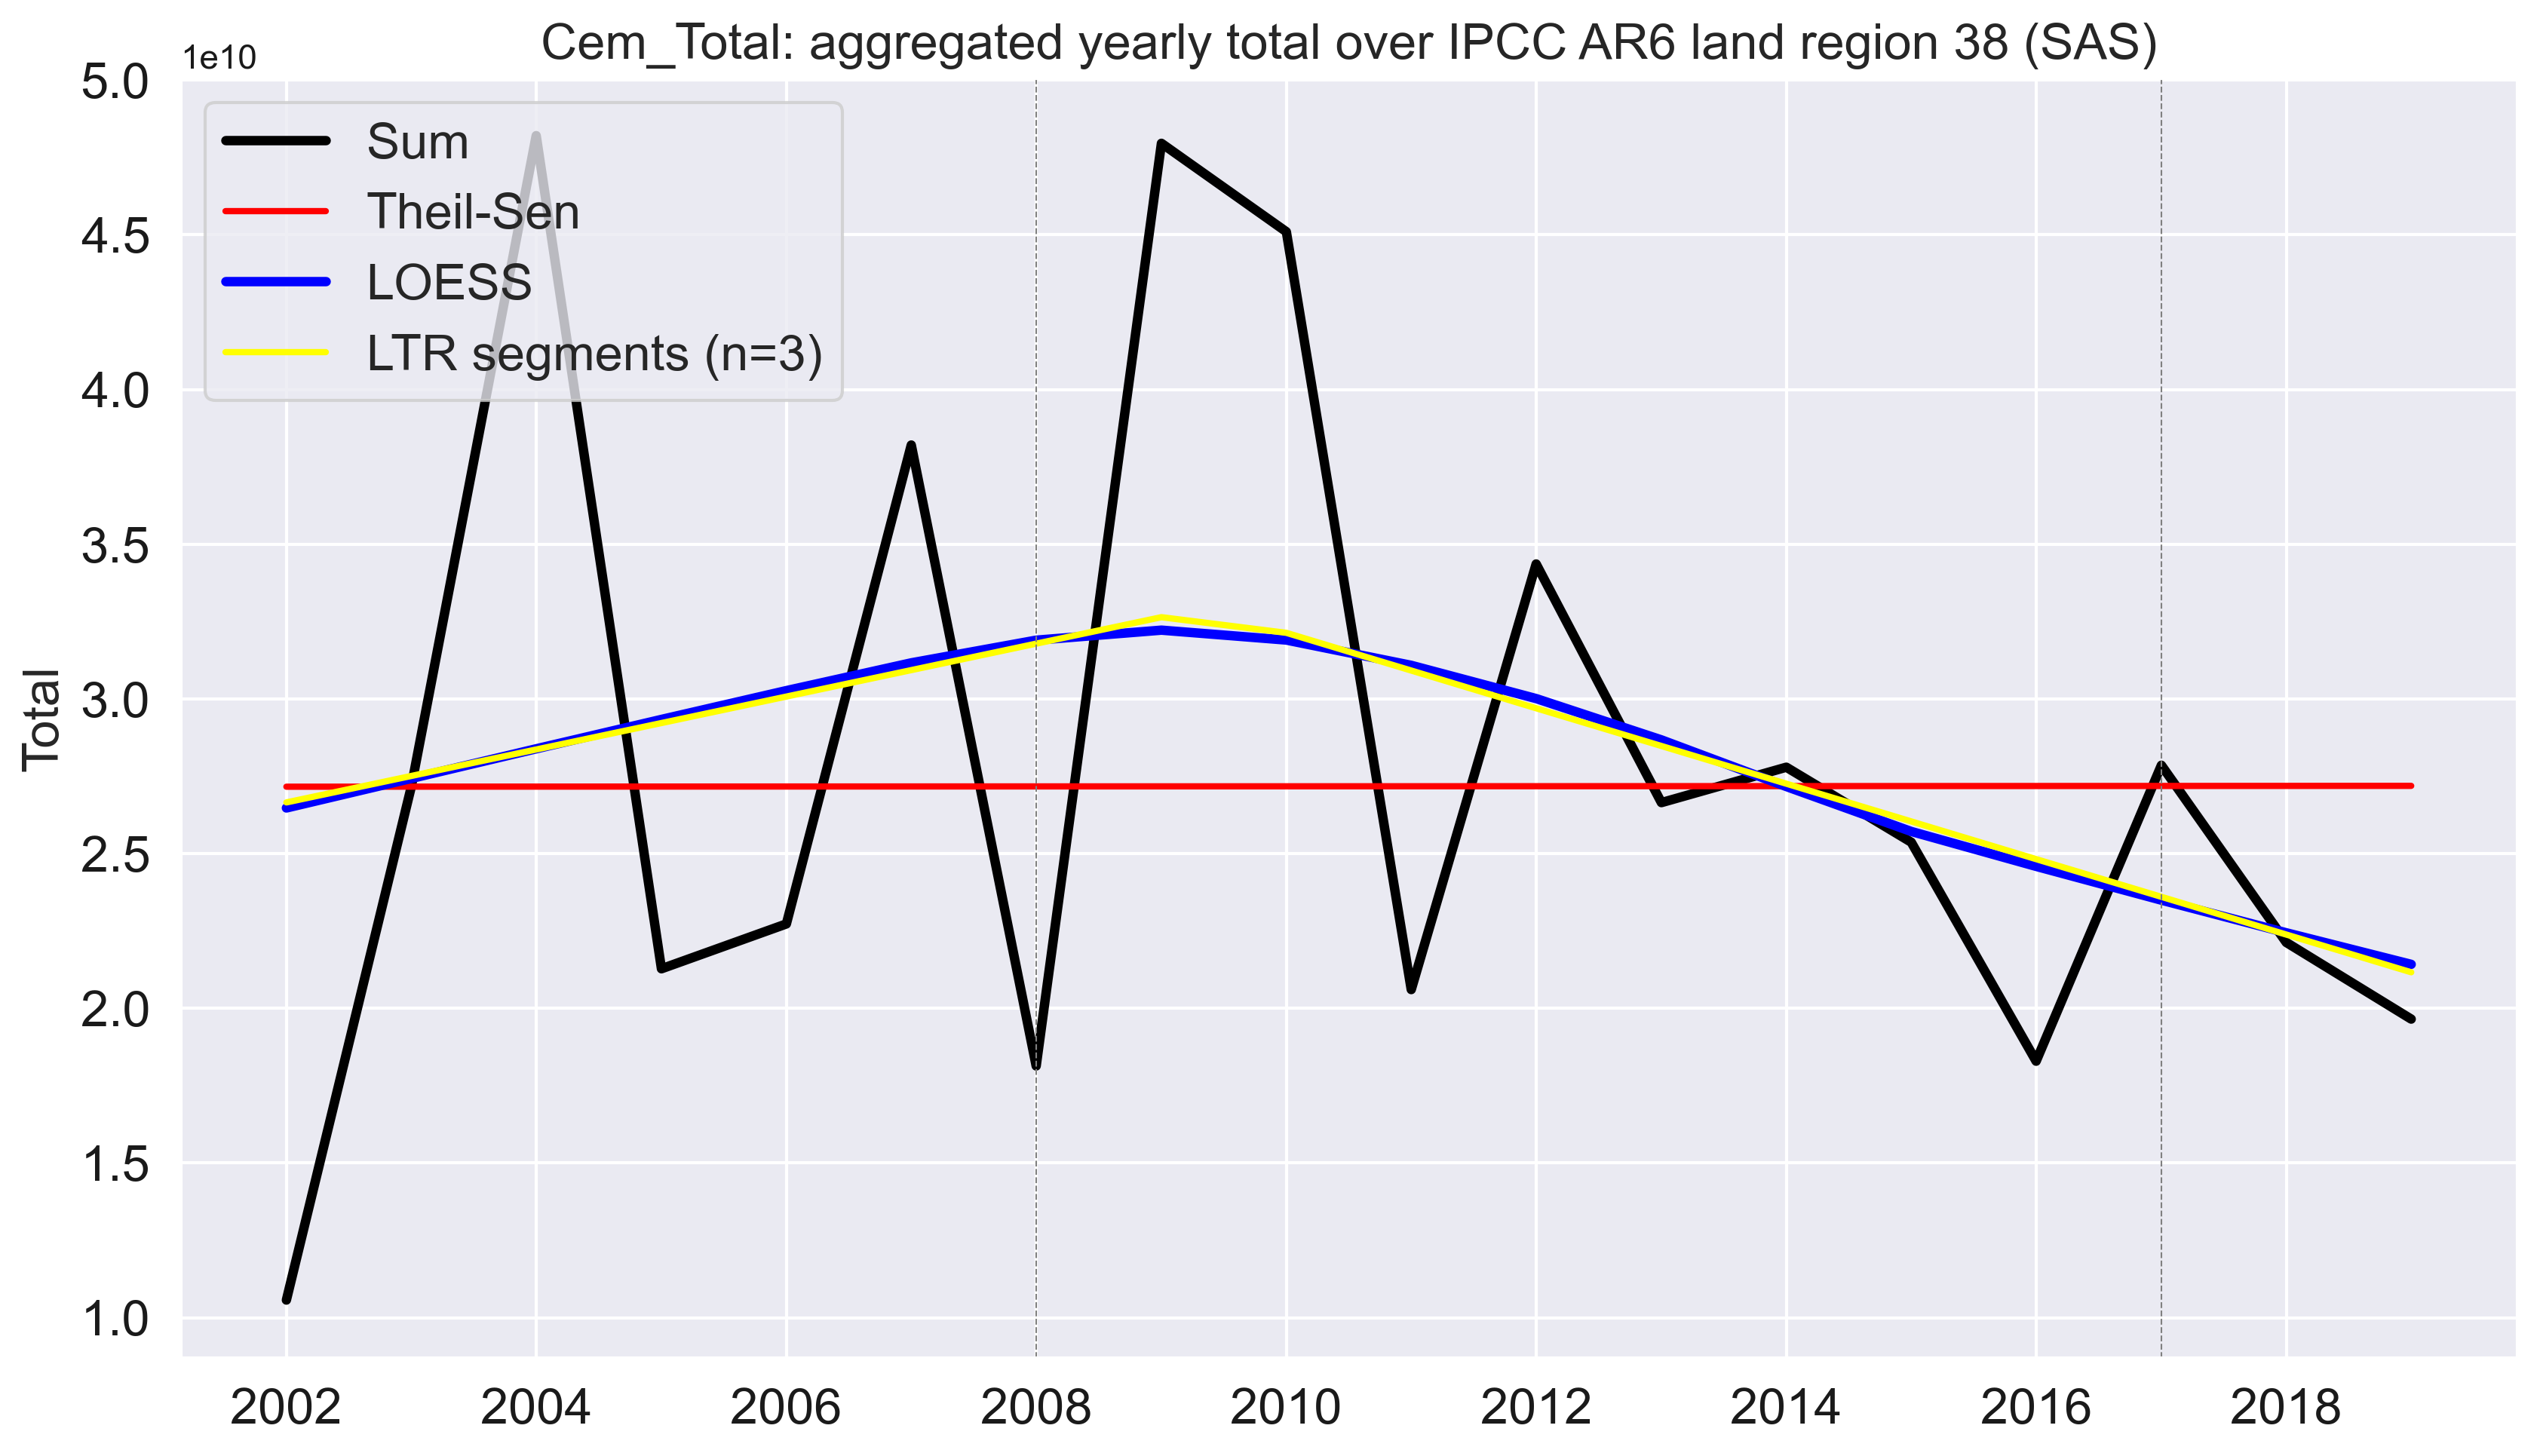 Cem_Total: aggregated yearly total over IPCC AR6 land region 38 (SAS)
1e10
5.0
4.5
4.0
3.5
3.0
2.5
2.0
1.5
1.0
Total
Sum
Theil-Sen
LOESS
LTR segments (n=3)
2002 2004 2006 2008 2010 2012 2014 2016 2018